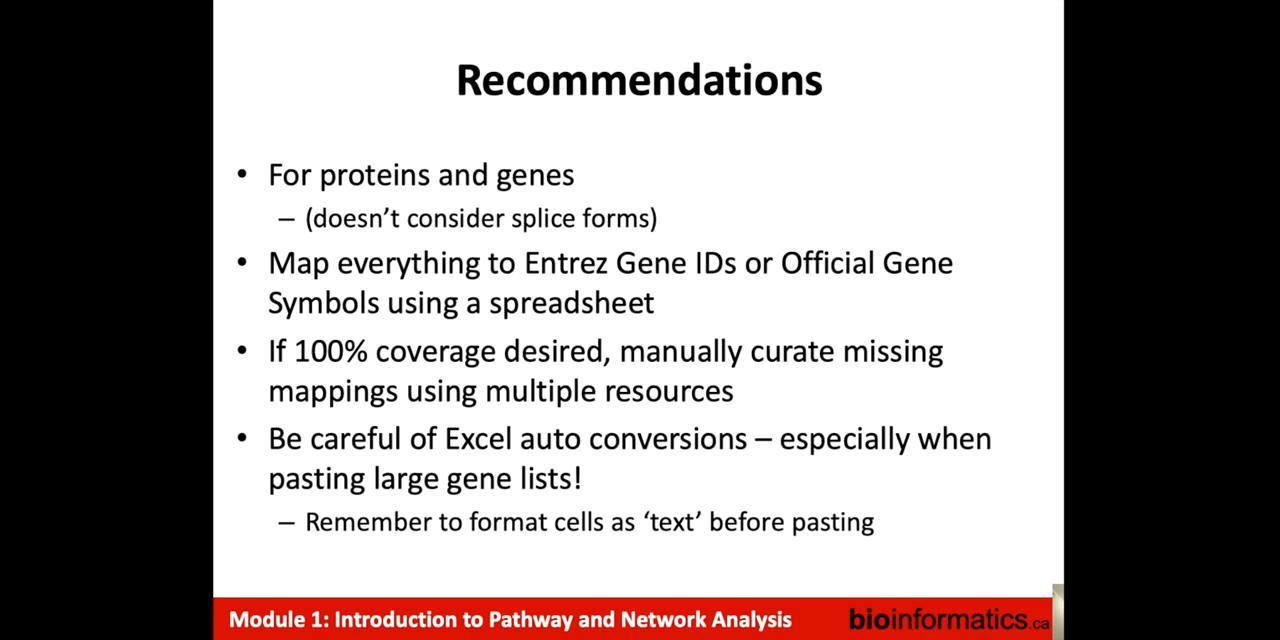 Recommendations
• For proteins and genes
– (doesn’t consider splice forms)
• Map everything to Entrez Gene IDs or Official Gene
Symbols using a spreadsheet
• If 100% coverage desired, manually curate missing
mappings using multiple resources
• Be careful of Excel auto conversions – especially when
pasting large gene lists!
– Remember to format cells as ‘text’ before pasting
Module 1: Introduction to Pathway and Network Analysis
bioinformatics.ca